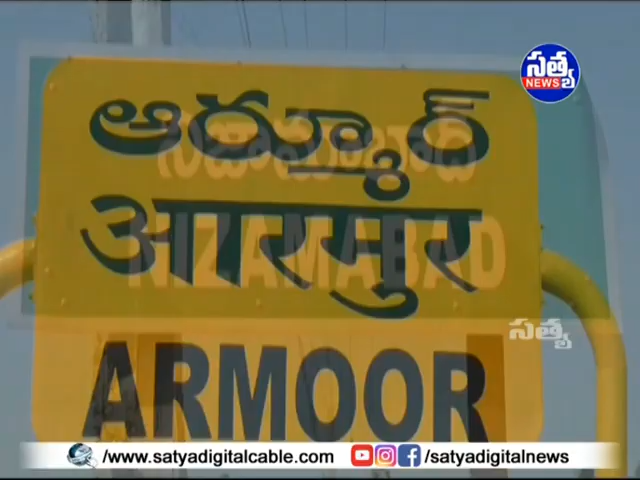 సత్య
NEWS
ఆర్మూర్
నిజామాబాద్
आरमुर
NIZAMABAD
ARMOOR
సత్య
/www.satyadigitalcable.com
/satyadigitalnews